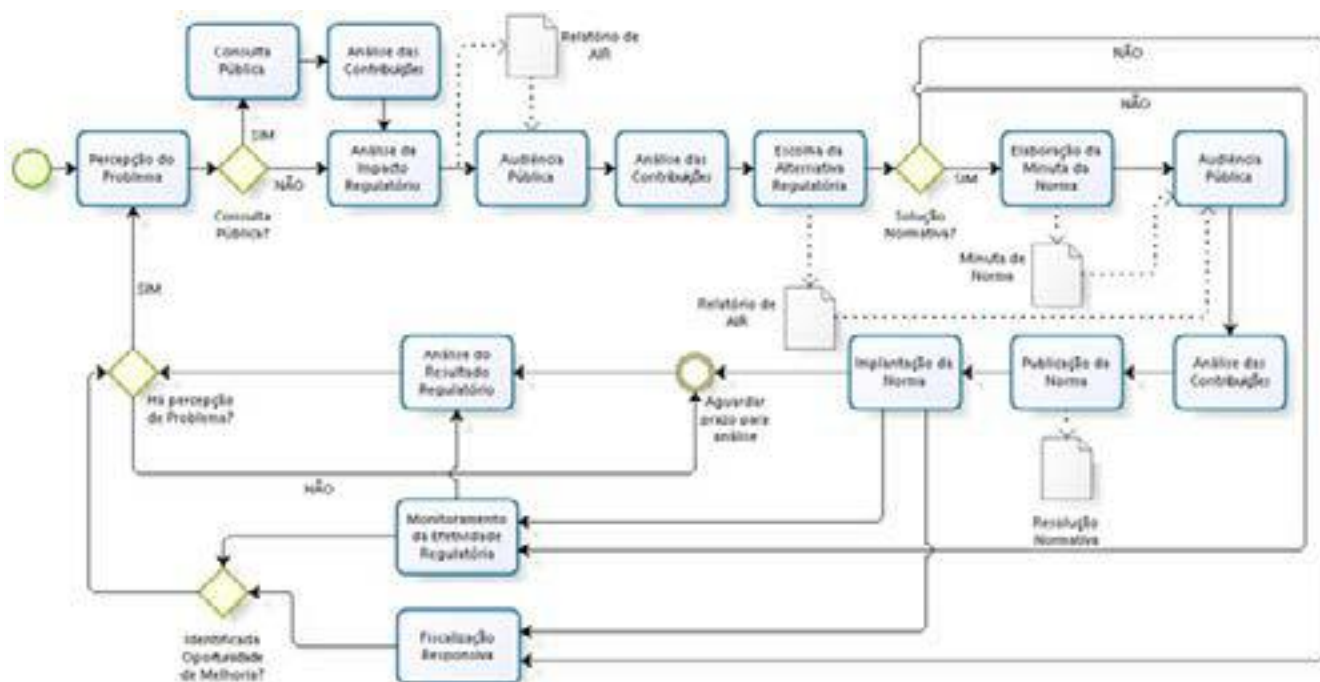 Consulta
Pública
Análise das
Contribuições
Relatório de
AIR
NÃO
NÃO
SIM
Percepção do
Problema
NÃO
Consulta
Pública?
Análise de
Impacto
Regulatório
Audiência
Pública
Análise das
Contribuições
Escolha da
Alternativa
Regulatória
Solução
Normativa?
SIM
Elaboração da
Minuta da
Norma
Audiência
Pública
Minuta de
Norma
Relatório de
AIR
SIM
Há percepção
de Problema?
Análise do
Resultado
Regulatório
Aguardar
prazo para
análise
Implantação da
Norma
Publicação da
Norma
Análise das
Contribuições
NÃO
Resolução
Normativa
Monitoramento
da Efetividade
Regulatória
Identificada
Oportunidade
de Melhoria?
Fiscalização
Responsiva